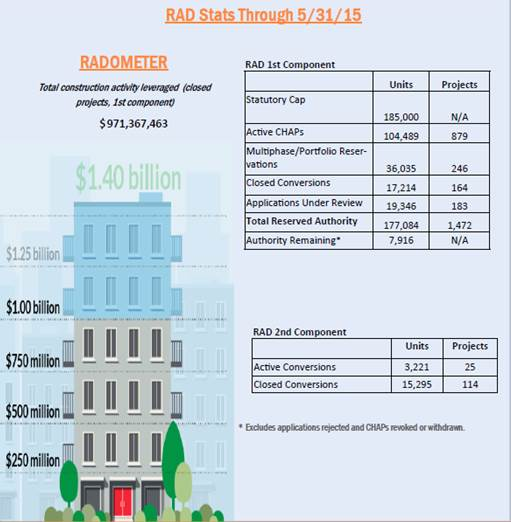 RAD Stats Through 5/31/15
RADOMETER
Total construction activity leveraged (closed
projects, 1st component)
$971,367,463
$1.40 billion
$1.25 billion
$1.00 billion
$750 million
$500 million
$250 million
RAD 1st Component
Units Projects
Statutory Cap 185,000 N/A
Active CHAPs 104,489 879
Multiphase/Portfolio Reser-
vations 36,035 246
Closed Conversions 17,214 164
Applications Under Review 19,346 183
Total Reserved Authority 177,084 1,472
Authority Remaining* 7,916 N/A
RAD 2nd Component
Units Projects
Active Conversions 3,221 25
Closed Conversions 15,295 114
* Excludes applications rejected and CHAPs revoked or withdrawn.